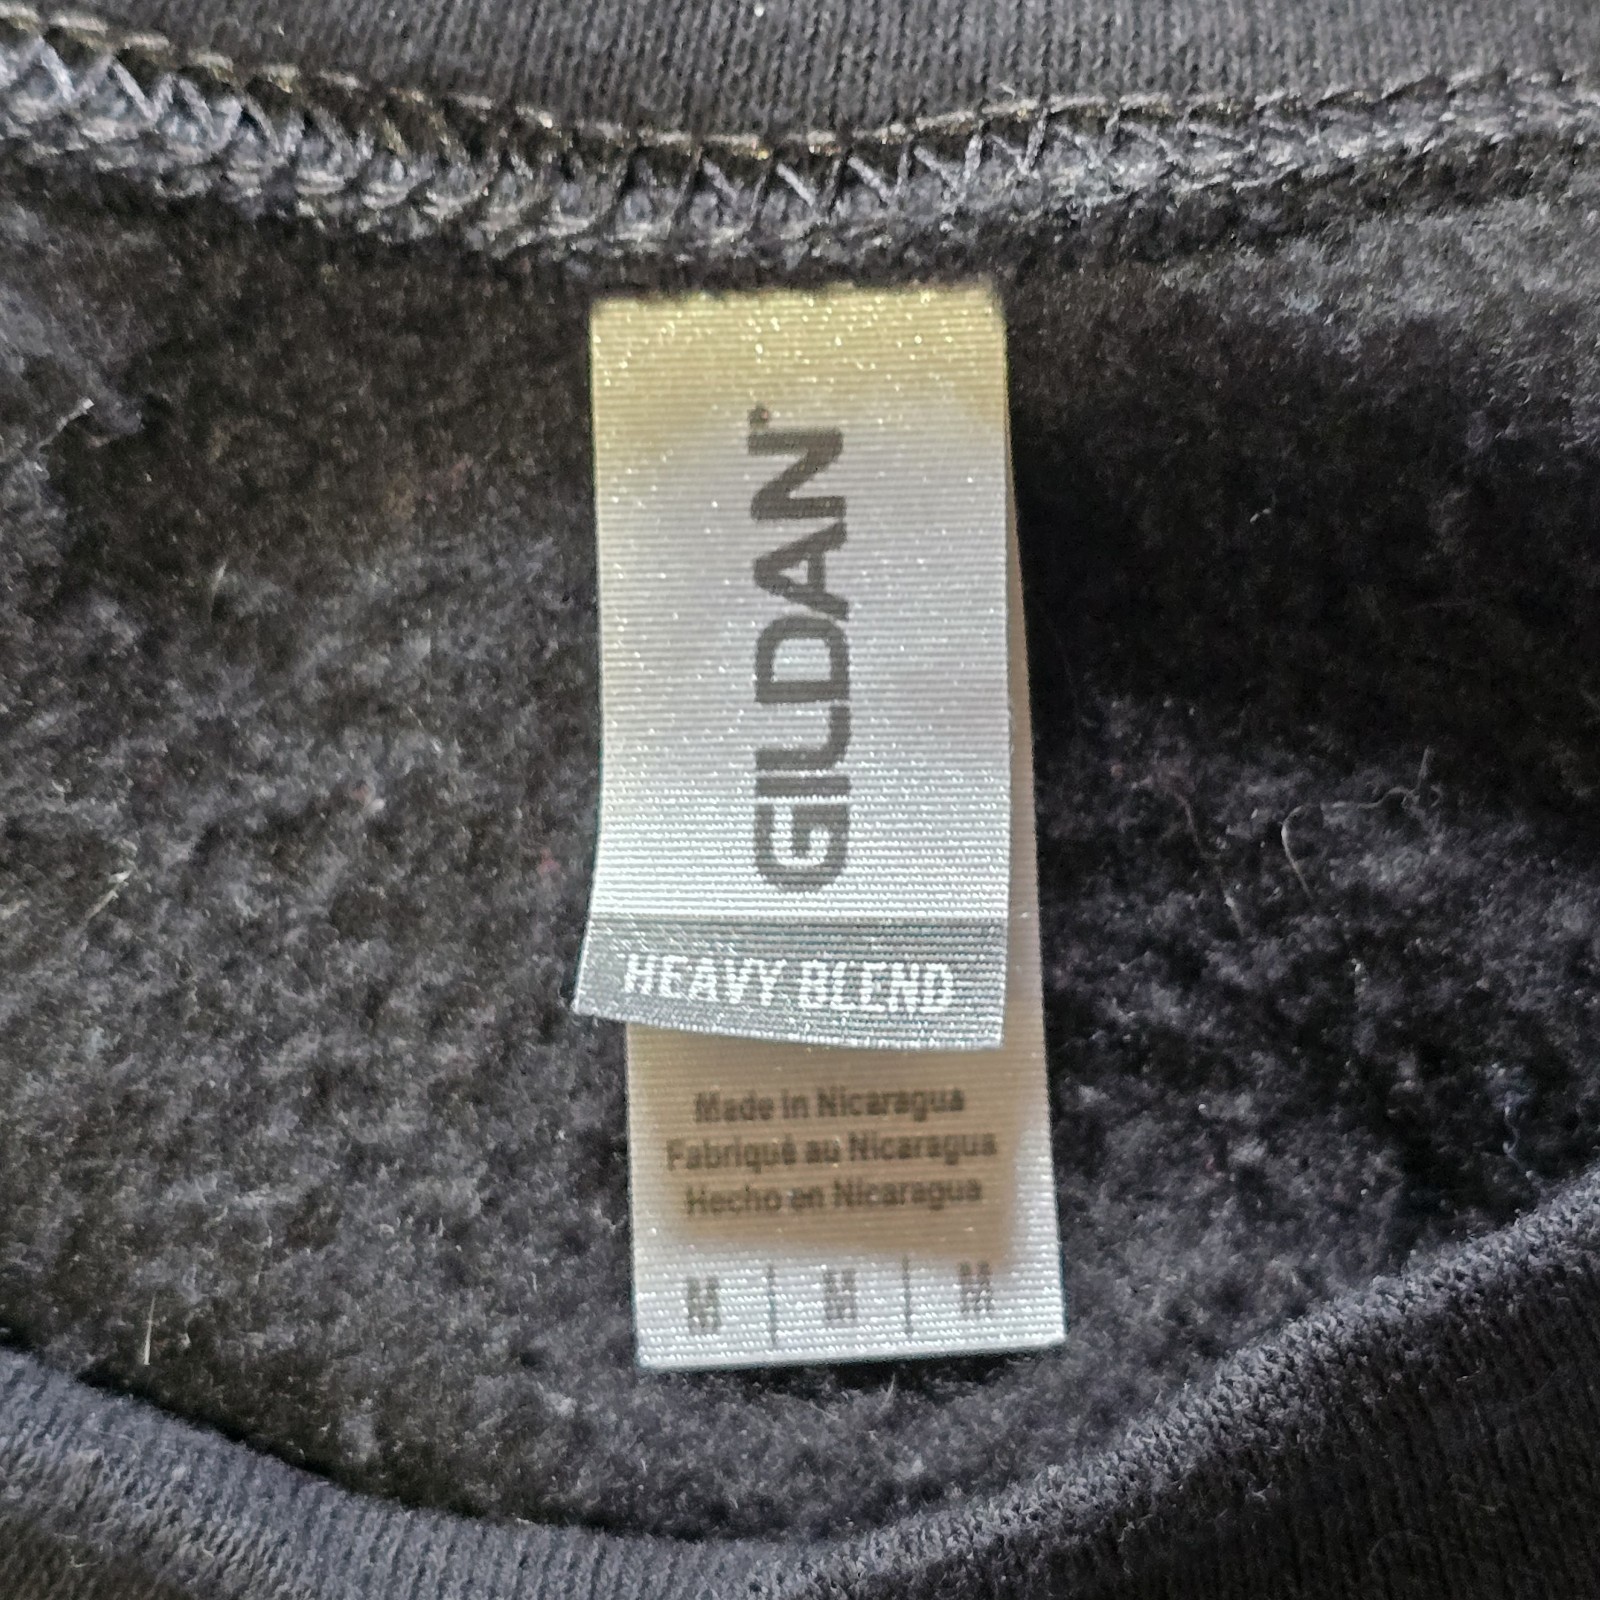 GILDAN®
HEAVY BLEND
Made in Nicaragua
Fabriqué au Nicaragua
Hecho en Nicaragua
M | M | M